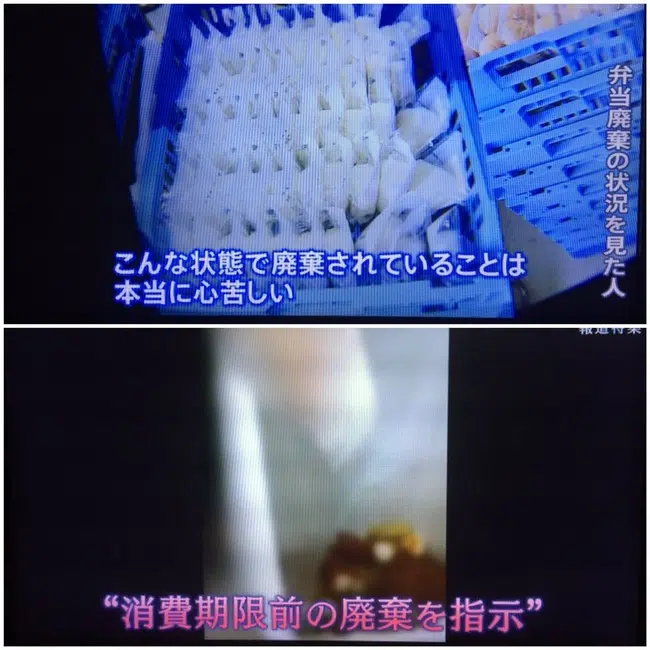 弁当廃棄の状況を見た人
こんな状態で廃棄されていることは
本当に心苦しい
報道特集
“消費期限前の廃棄を指示”